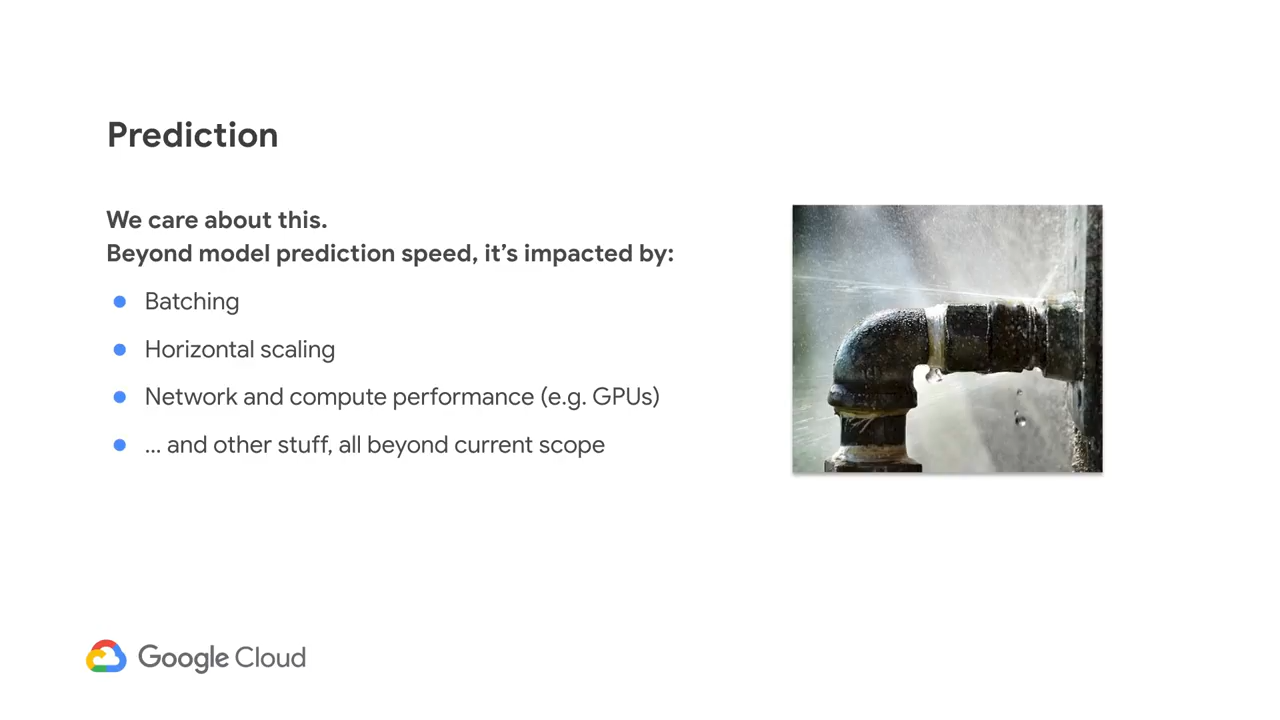 Prediction
We care about this.
Beyond model prediction speed, it’s impacted by:
● Batching
● Horizontal scaling
● Network and compute performance (e.g. GPUs)
● ... and other stuff, all beyond current scope
Google Cloud